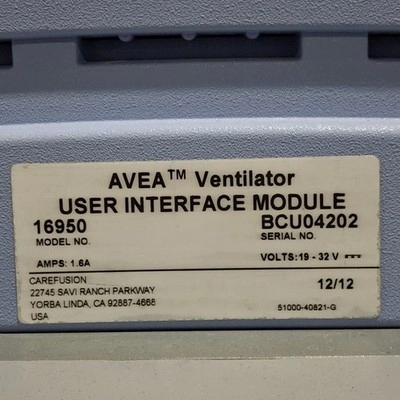 AVEA™ Ventilator
USER INTERFACE MODULE
16950 BCU04202
MODEL NO. SERIAL NO.
AMPS: 1.6A VOLTS: 19 - 32 V ⎓
CAREFUSION 12/12
22745 SAVI RANCH PARKWAY
YORBA LINDA, CA 92887-4668 51000-40821-G
USA